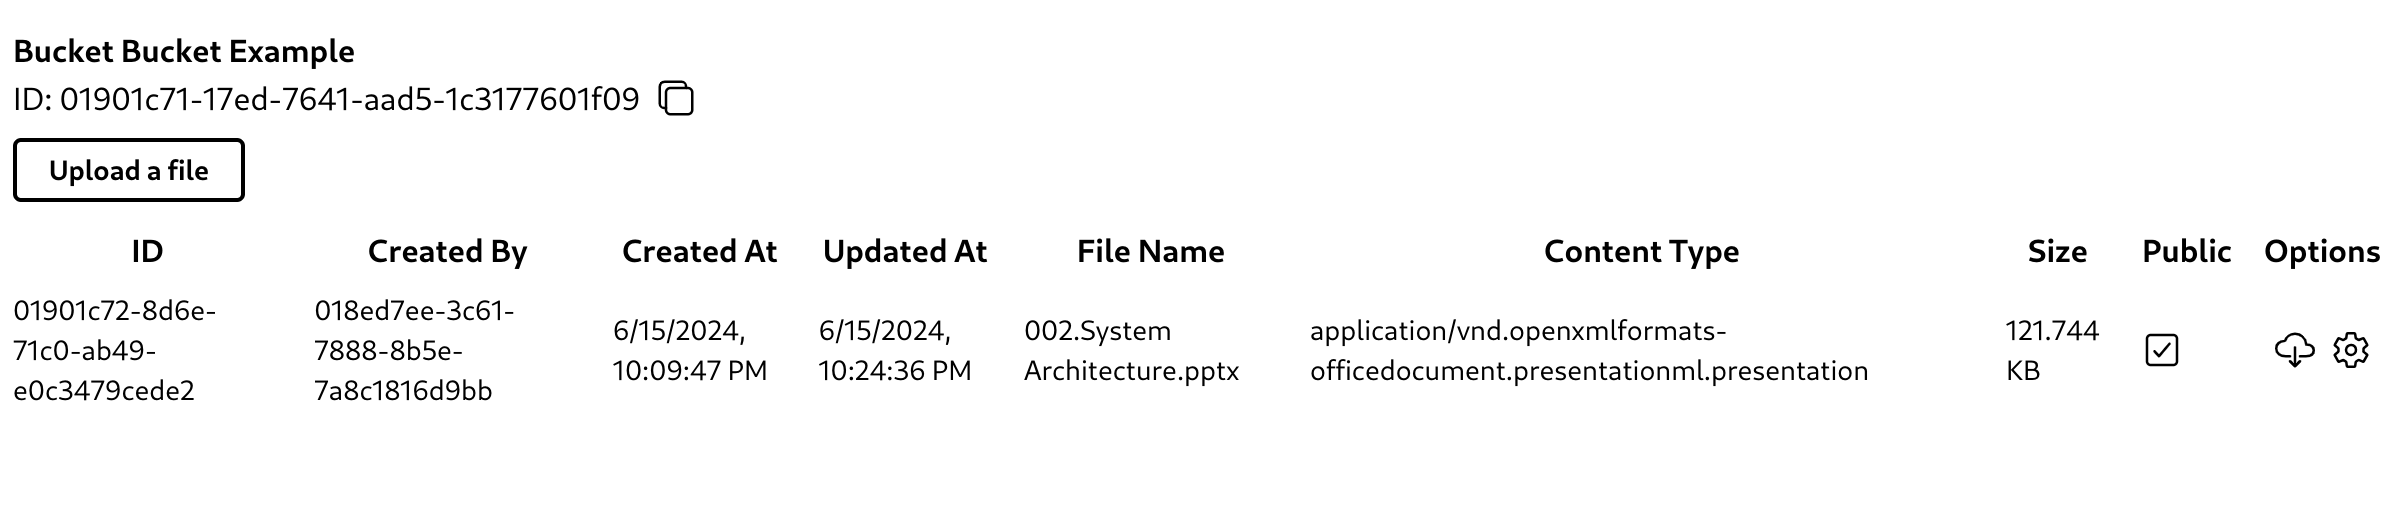 Bucket Bucket Example
ID: 01901c71-17ed-7641-aad5-1c3177601f09
Upload a file
ID Created By Created At Updated At File Name Content Type Size Public Options
01901c72-8d6e-
71c0-ab49-
e0c3479cede2
018ed7ee-3c61-
7888-8b5e-
7a8c1816d9bb
6/15/2024,
10:09:47 PM
6/15/2024,
10:24:36 PM
002.System
Architecture.pptx
application/vnd.openxmlformats-
officedocument.presentationml.presentation
121.744
KB